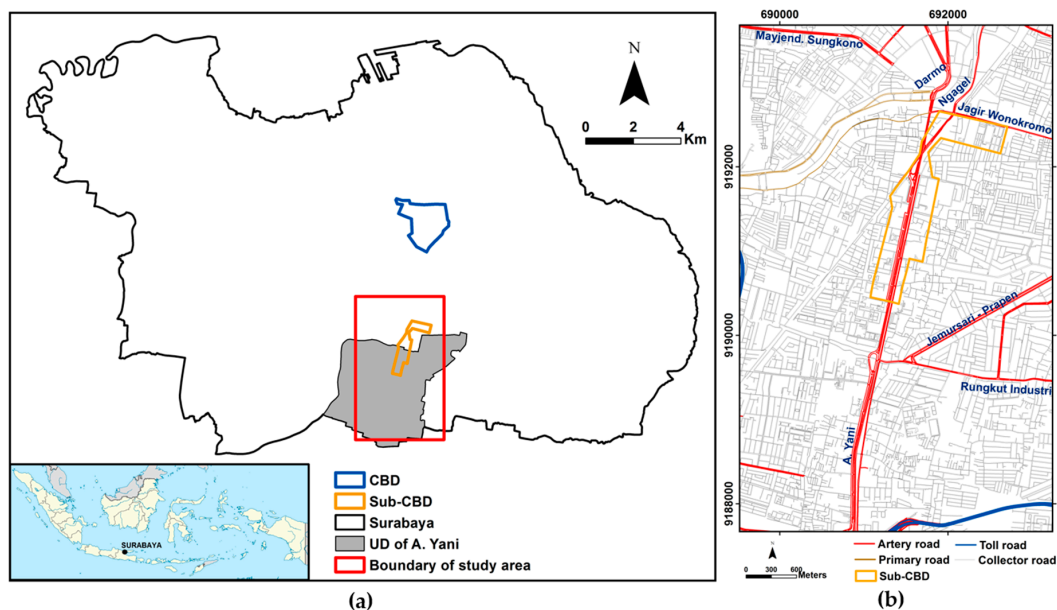 N
0 2 4
Km
SURABAYA
CBD
Sub-CBD
Surabaya
UD of A. Yani
Boundary of study area
(a)
690000 692000
Mayjend. Sungkono
Darmo
Ngagel
Jagir Wonokromo
9192000
9190000
Jemursari - Prapen
Rungkut Industri
A. Yani
9188000
N
0 300 600
Meters
Artery road
Toll road
Primary road
Collector road
Sub-CBD
(b)